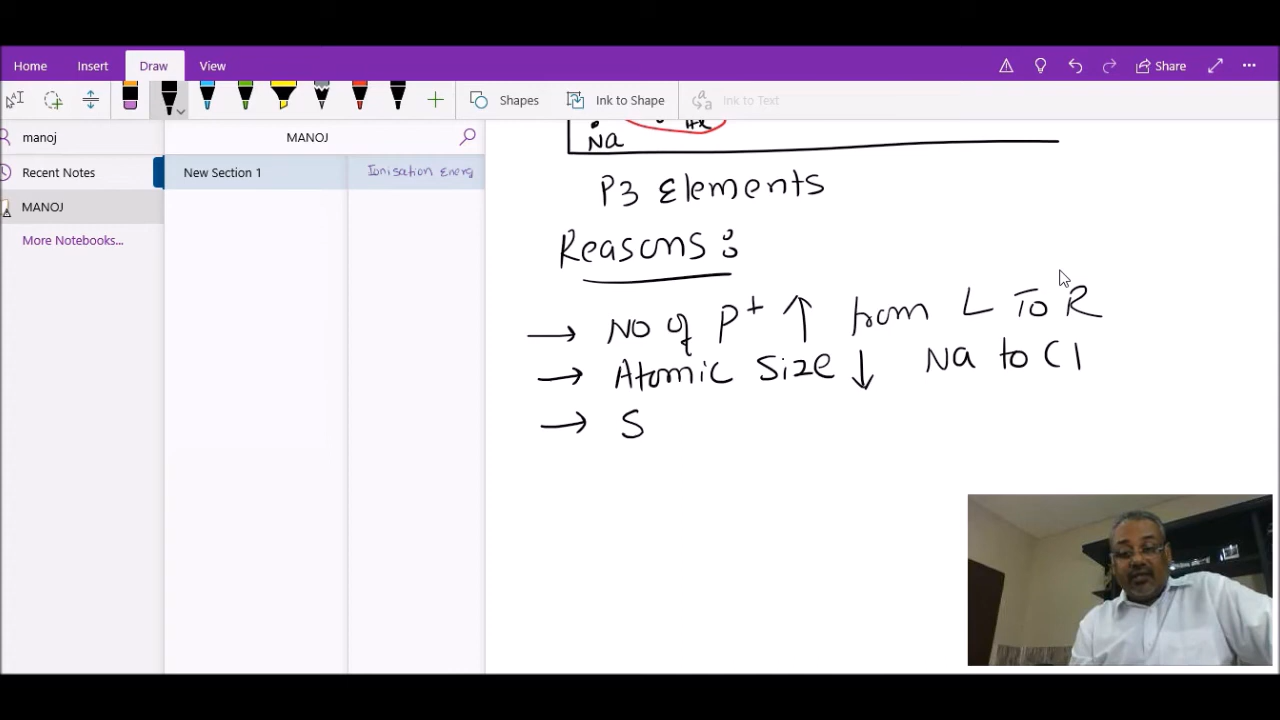 Home Insert Draw View Share
Shapes Ink to Shape Ink to Text
manoj MANOJ
Na
Recent Notes New Section 1 Ionisation Energ
P3 Elements
MANOJ
More Notebooks...
Reasons :
→ No of P+ ↑ from L To R
→ Atomic Size ↓ Na to Cl
→ S